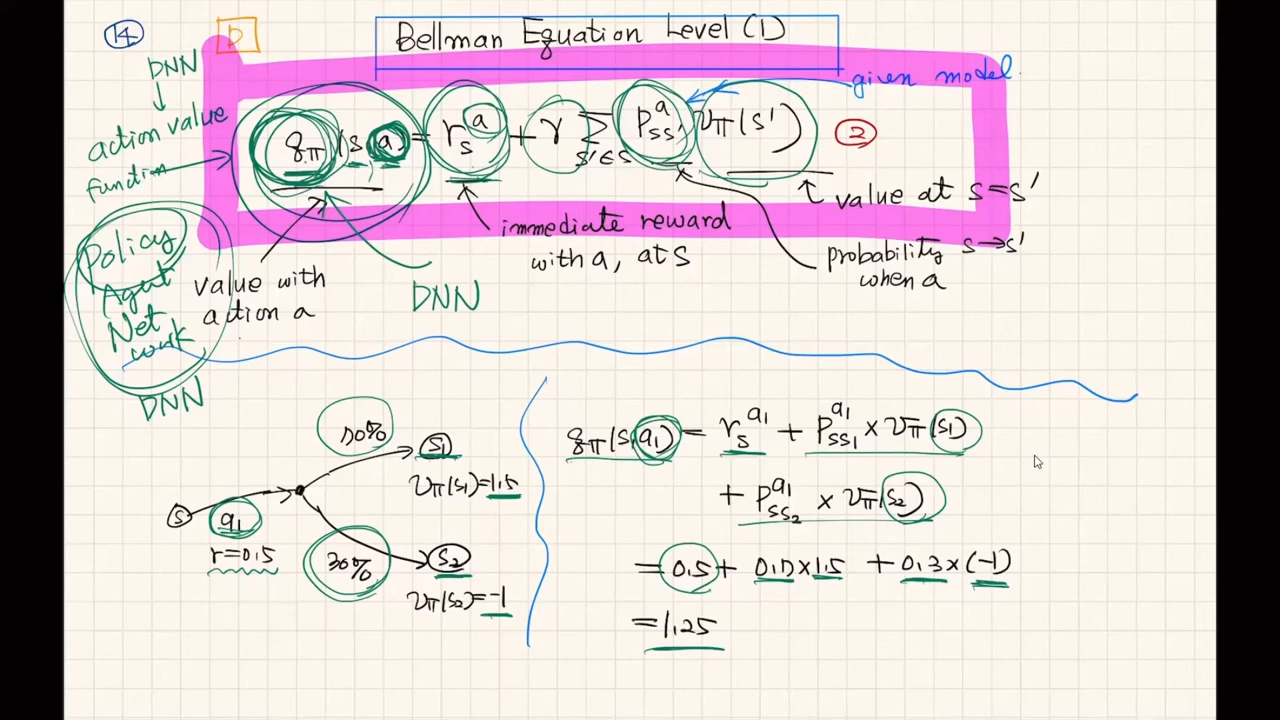 14
D
Bellman Equation Level (1)
DNN
↓
action value
function
given model.
qπ(s, a) = r_s^a + γ Σ_{s'∈S} P_{ss'}^a vπ(s')
2
value at s=s'
immediate reward
with a, at s
probability s→s'
when a
value with
action a
DNN
Policy
Agent
Net
work
DNN
70%
s1
vπ(s1)=1.5
s
a1
r=0.5
30%
s2
vπ(s2)=-1
qπ(s,a1) = r_s^{a1} + P_{ss1}^{a1} × vπ(s1)
+ P_{ss2}^{a1} × vπ(s2)
= 0.5 + 0.7×1.5 + 0.3×(-1)
= 1.25